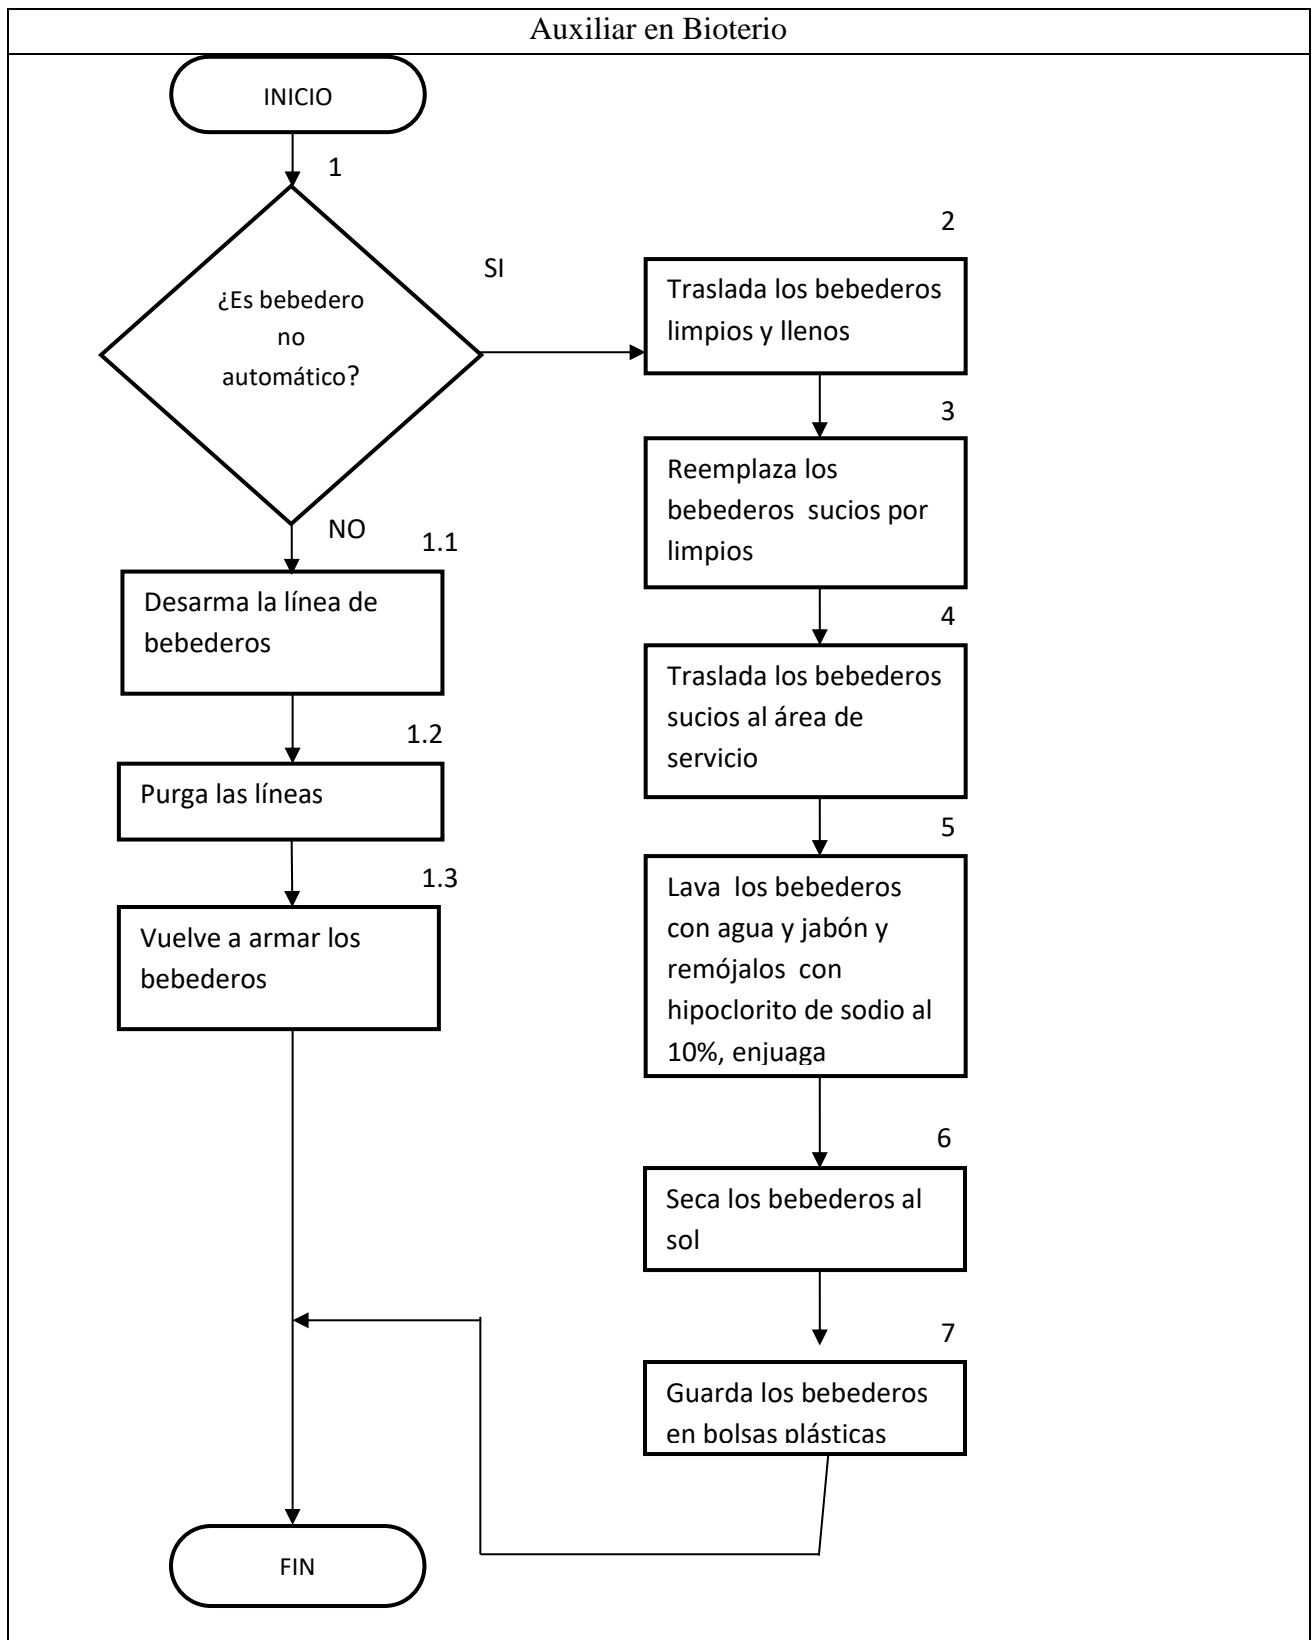 Auxiliar en Bioterio
INICIO
1
¿Es bebedero
no
automático?
SI
NO
1.1
Desarma la línea de
bebederos
1.2
Purga las líneas
1.3
Vuelve a armar los
bebederos
2
Traslada los bebederos
limpios y llenos
3
Reemplaza los
bebederos  sucios por
limpios
4
Traslada los bebederos
sucios al área de
servicio
5
Lava  los bebederos
con agua y jabón y
remójalos  con
hipoclorito de sodio al
10%, enjuaga
6
Seca los bebederos al
sol
7
Guarda los bebederos
en bolsas plásticas
FIN